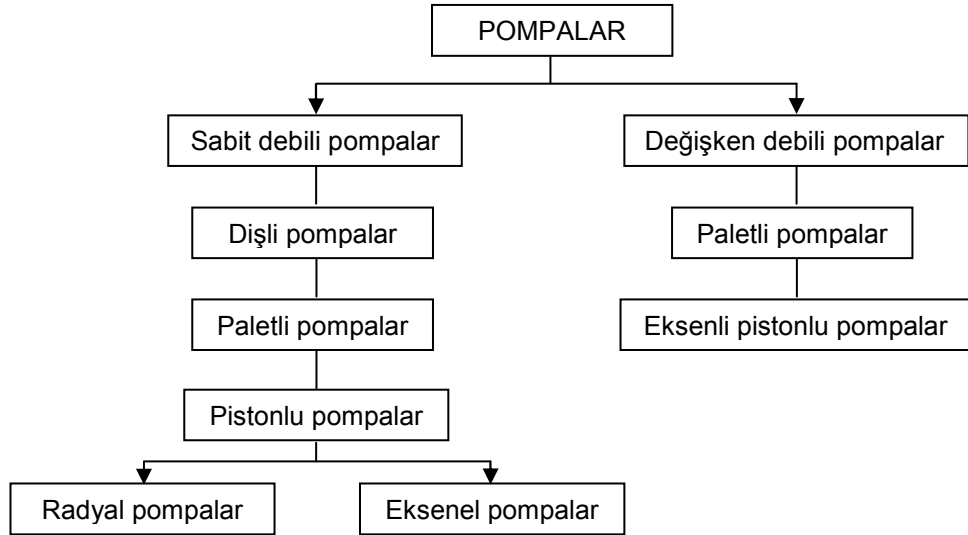 POMPALAR
Sabit debili pompalar
Değişken debili pompalar
Dişli pompalar
Paletli pompalar
Paletli pompalar
Eksenli pistonlu pompalar
Pistonlu pompalar
Radyal pompalar
Eksenel pompalar